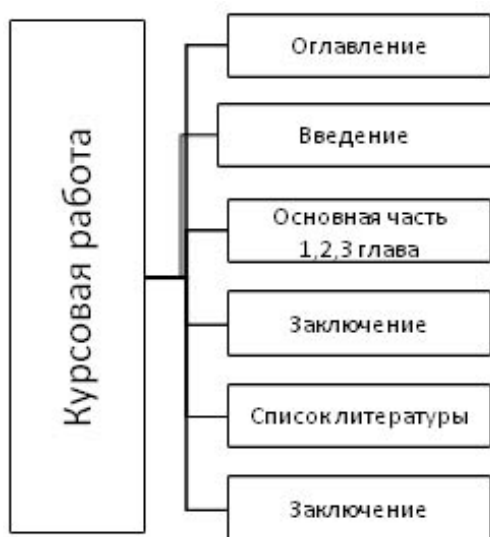 Курсовая работа
Оглавление
Введение
Основная часть
1,2,3 глава
Заключение
Список литературы
Заключение